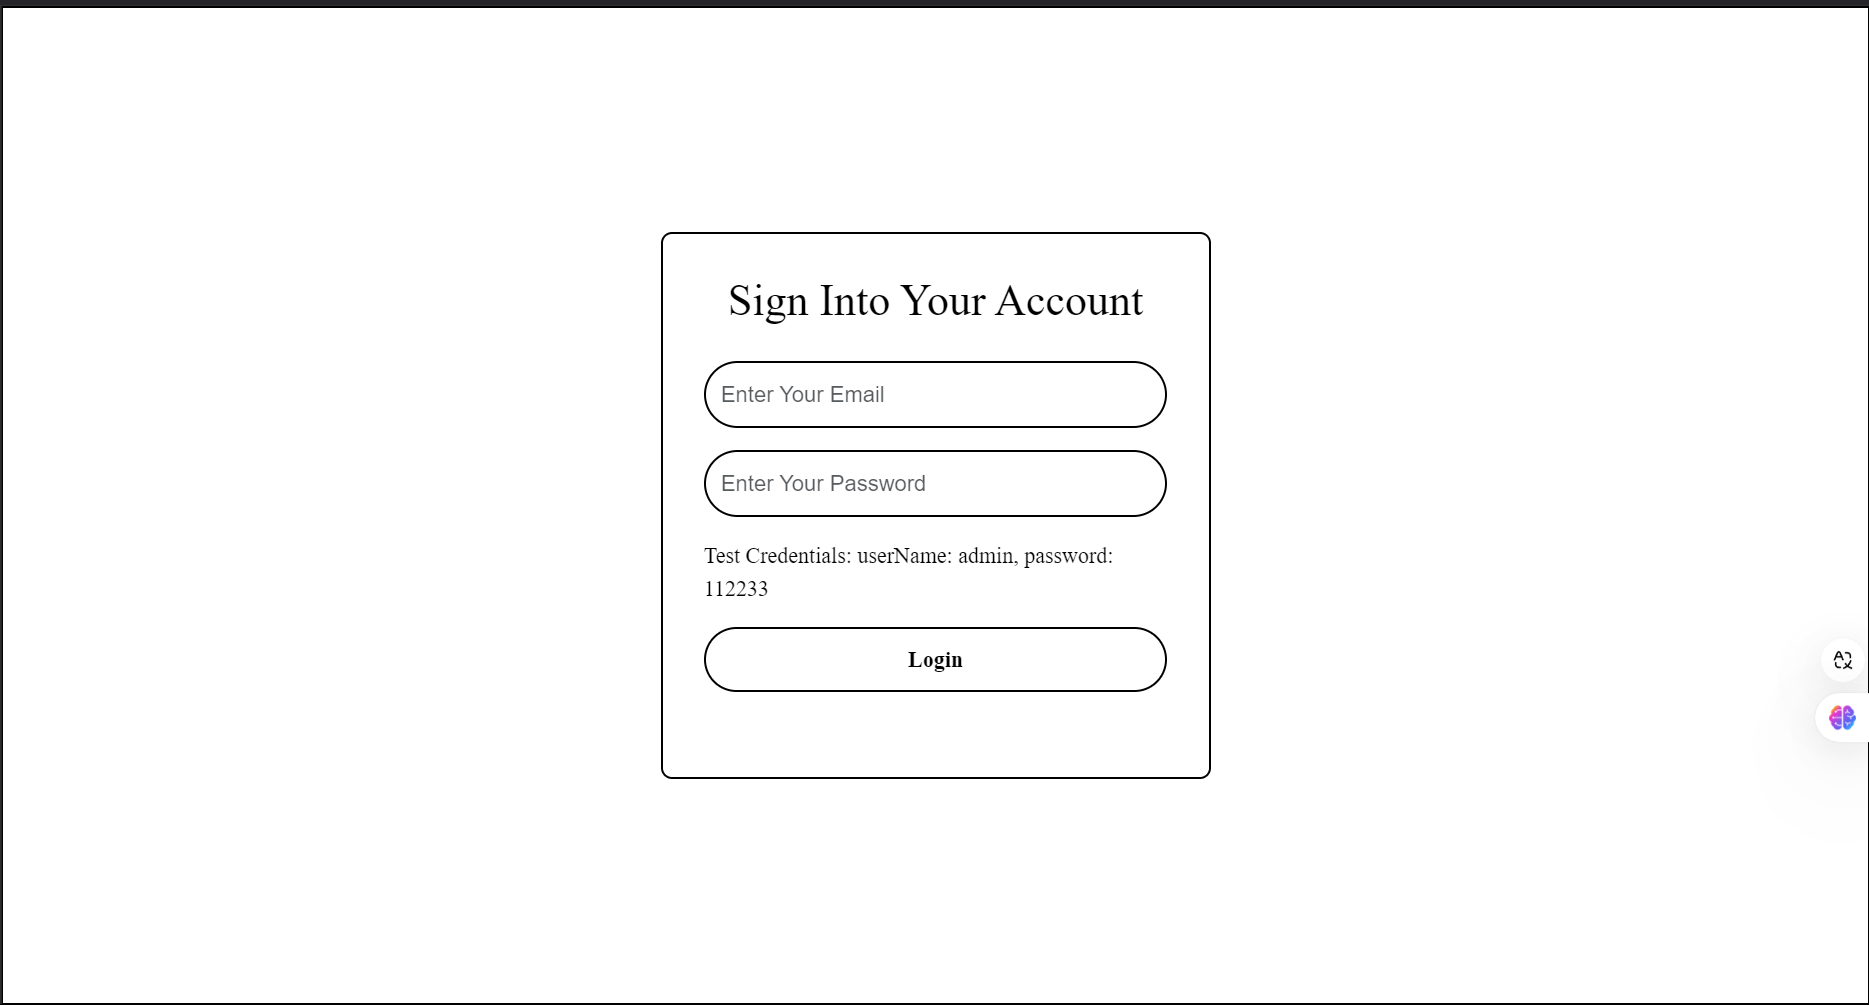 Sign Into Your Account
Enter Your Email
Enter Your Password
Test Credentials: userName: admin, password:
112233
Login